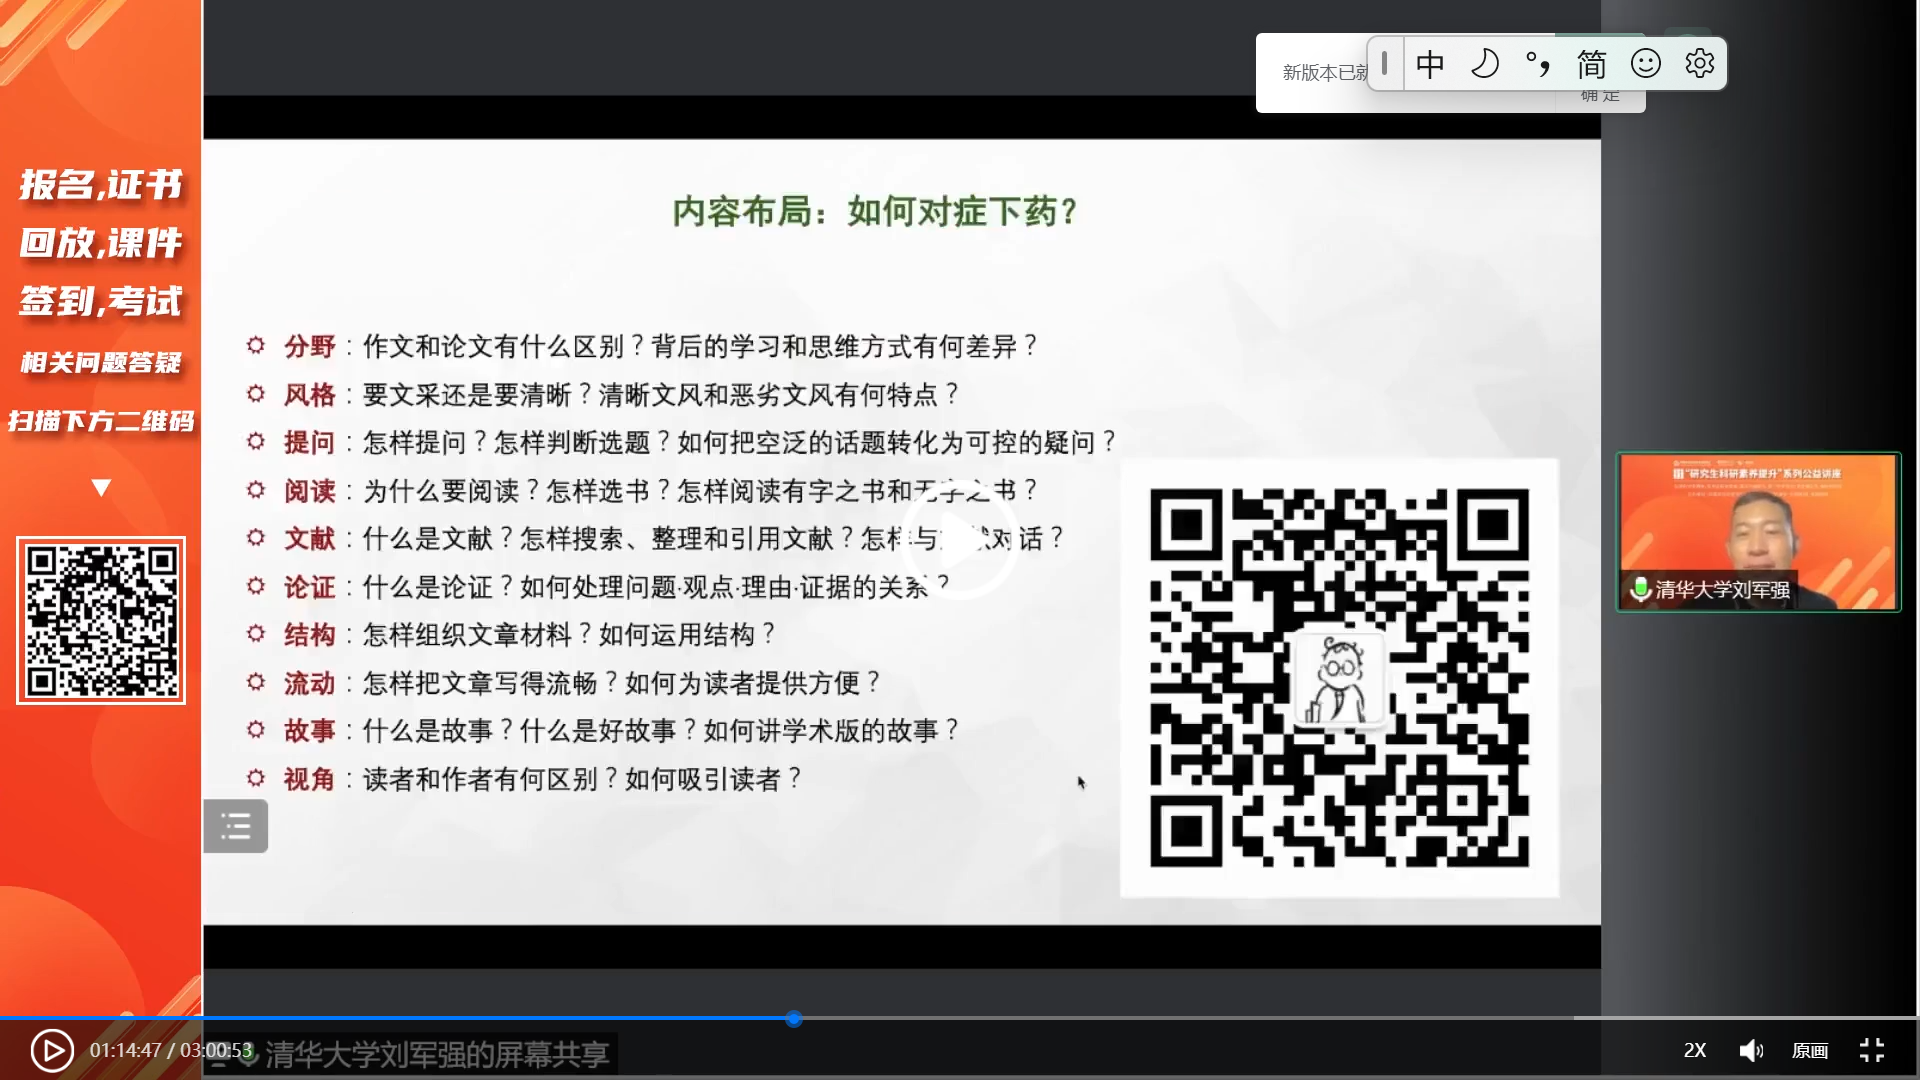 报名,证书
回放,课件
签到,考试
相关问题答疑
扫描下方二维码
新版本已就
中 简
确 定
内容布局：如何对症下药？
分野：作文和论文有什么区别？背后的学习和思维方式有何差异？
风格：要文采还是要清晰？清晰文风和恶劣文风有何特点？
提问：怎样提问？怎样判断选题？如何把空泛的话题转化为可控的疑问？
阅读：为什么要阅读？怎样选书？怎样阅读有字之书和无字之书？
文献：什么是文献？怎样搜索、整理和引用文献？怎样与文献对话？
论证：什么是论证？如何处理问题·观点·理由·证据的关系？
结构：怎样组织文章材料？如何运用结构？
流动：怎样把文章写得流畅？如何为读者提供方便？
故事：什么是故事？什么是好故事？如何讲学术版的故事？
视角：读者和作者有何区别？如何吸引读者？
“研究生科研素养提升”系列公益讲座
清华大学刘军强
01:14:47 / 03:00:53
清华大学刘军强的屏幕共享
2X
原画